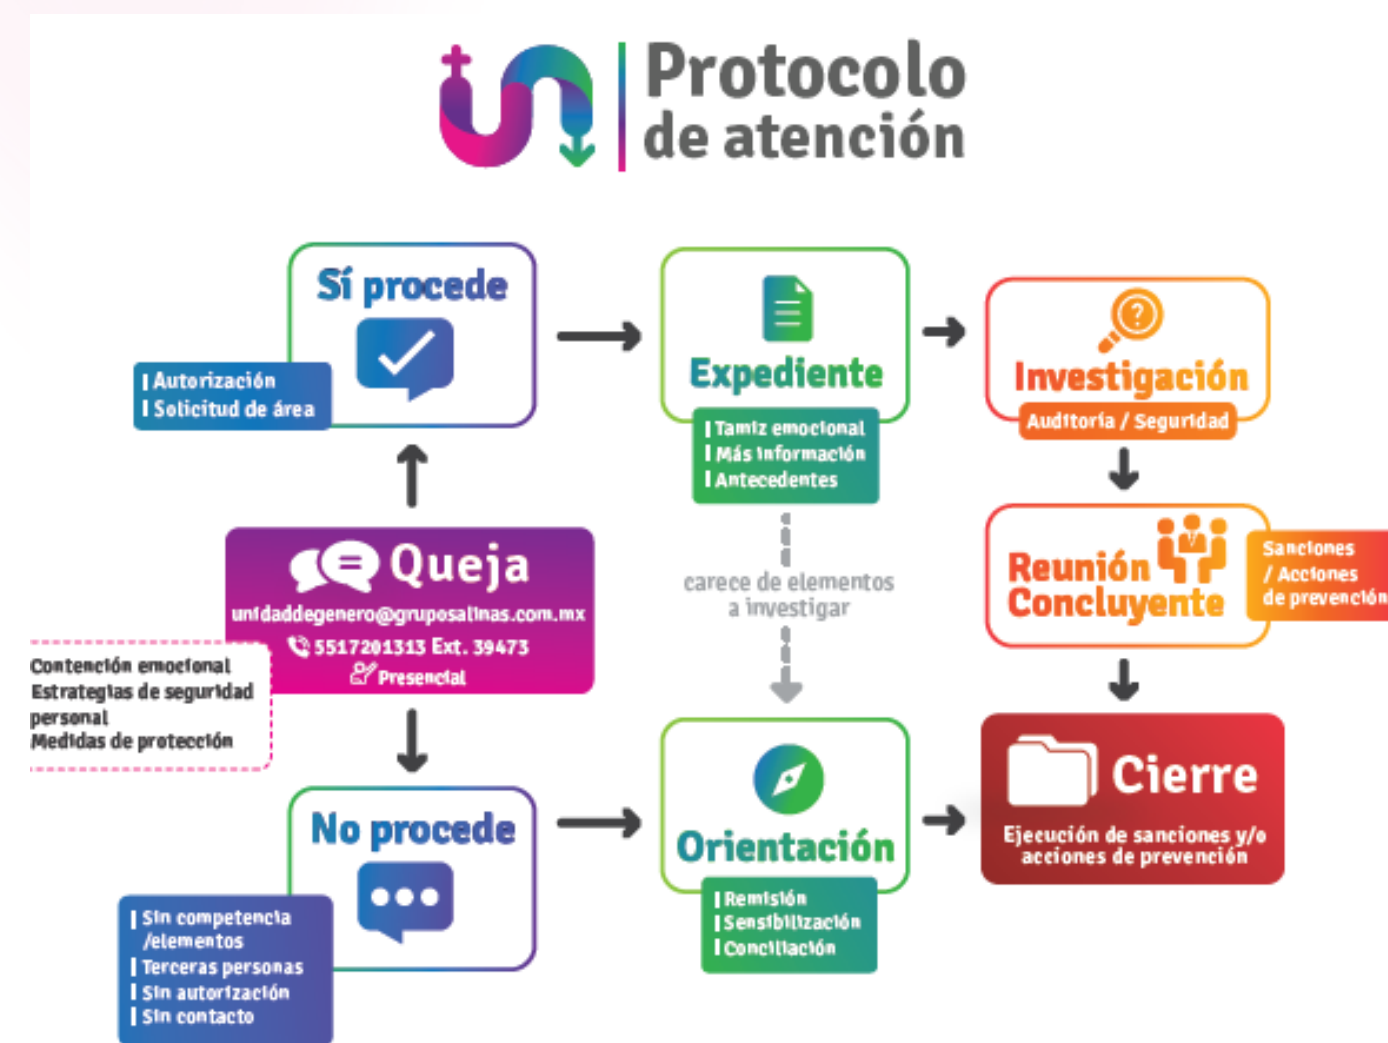 Protocolo
de atención
Sí procede
Autorización
Solicitud de área
Expediente
Tamiz emocional
Más información
Antecedentes
Investigación
Auditoría / Seguridad
Queja
unidaddegenero@gruposalinas.com.mx
5517201313 Ext. 39473
Presencial
Contención emocional
Estrategias de seguridad
personal
Medidas de protección
carece de elementos
a investigar
Reunión
Concluyente
Sanciones
/ Acciones
de prevención
No procede
Sin competencia
/elementos
Terceras personas
Sin autorización
Sin contacto
Orientación
Remisión
Sensibilización
Conciliación
Cierre
Ejecución de sanciones y/o
acciones de prevención